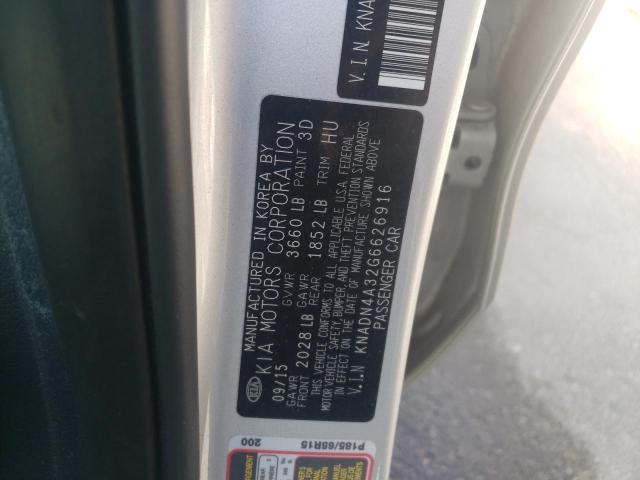 V.I.N KNA
MANUFACTURED IN KOREA BY
KIA MOTORS CORPORATION
09/15 GVWR 3660 LB PAINT 3D
GAWR FRONT 2028 LB GAWR REAR 1852 LB TRIM HU
THIS VEHICLE CONFORMS TO ALL APPLICABLE U.S.A. FEDERAL
MOTOR VEHICLE SAFETY, BUMPER, AND THEFT PREVENTION STANDARDS
IN EFFECT ON THE DATE OF MANUFACTURE SHOWN ABOVE
V.I.N KNADN4A32G6626916
PASSENGER CAR
KIA
P185/65R15
200